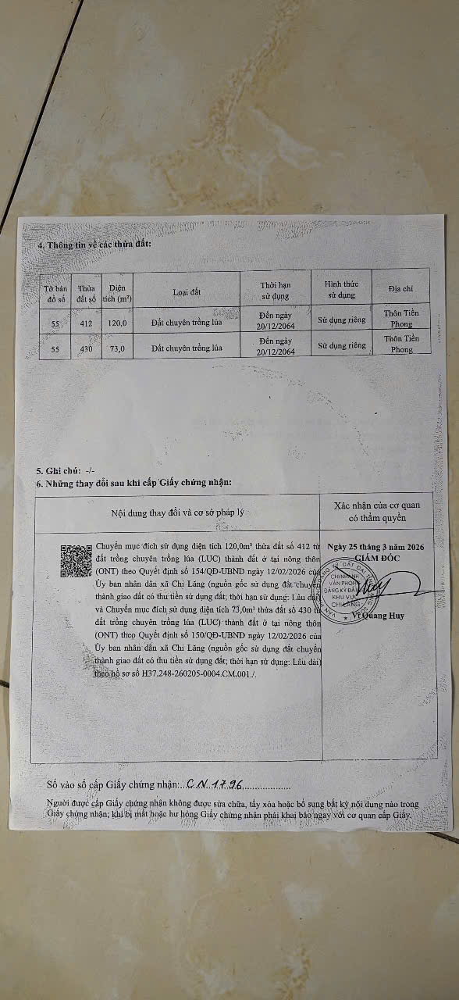 4. Thông tin về các thửa đất:
Tờ bản đồ số | Thửa đất số | Diện tích (m²) | Loại đất | Thời hạn sử dụng | Hình thức sử dụng | Địa chỉ
55 | 412 | 120,0 | Đất chuyên trồng lúa | Đến ngày 20/12/2064 | Sử dụng riêng | Thôn Tiền Phong
55 | 430 | 73,0 | Đất chuyên trồng lúa | Đến ngày 20/12/2064 | Sử dụng riêng | Thôn Tiền Phong
5. Ghi chú: -/-
6. Những thay đổi sau khi cấp Giấy chứng nhận:
Nội dung thay đổi và cơ sở pháp lý
Xác nhận của cơ quan
có thẩm quyền
Chuyển mục đích sử dụng diện tích 120,0m² thửa đất số 412 từ
đất trồng chuyên trồng lúa (LUC) thành đất ở tại nông thôn
(ONT) theo Quyết định số 154/QĐ-UBND ngày 12/02/2026 của
Ủy ban nhân dân xã Chi Lăng (nguồn gốc sử dụng đất chuyển
thành giao đất có thu tiền sử dụng đất; thời hạn sử dụng: Lâu dài)
và Chuyển mục đích sử dụng diện tích 73,0m² thửa đất số 430 từ
đất trồng chuyên trồng lúa (LUC) thành đất ở tại nông thôn
(ONT) theo Quyết định số 150/QĐ-UBND ngày 12/02/2026 của
Ủy ban nhân dân xã Chi Lăng (nguồn gốc sử dụng đất chuyển
thành giao đất có thu tiền sử dụng đất; thời hạn sử dụng: Lâu dài)
theo hồ sơ số H37.248-260205-0004.CM.001./.
Ngày 25 tháng 3 năm 2026
GIÁM ĐỐC
CHI NHÁNH
VĂN PHÒNG
ĐĂNG KÝ ĐẤT ĐAI
KHU VỰC
CHI LĂNG
Vi Quang Huy
Số vào sổ cấp Giấy chứng nhận:...CN 1796...................
Người được cấp Giấy chứng nhận không được sửa chữa, tẩy xóa hoặc bổ sung bất kỳ nội dung nào trong
Giấy chứng nhận; khi bị mất hoặc hư hỏng Giấy chứng nhận phải khai báo ngay với cơ quan cấp Giấy.